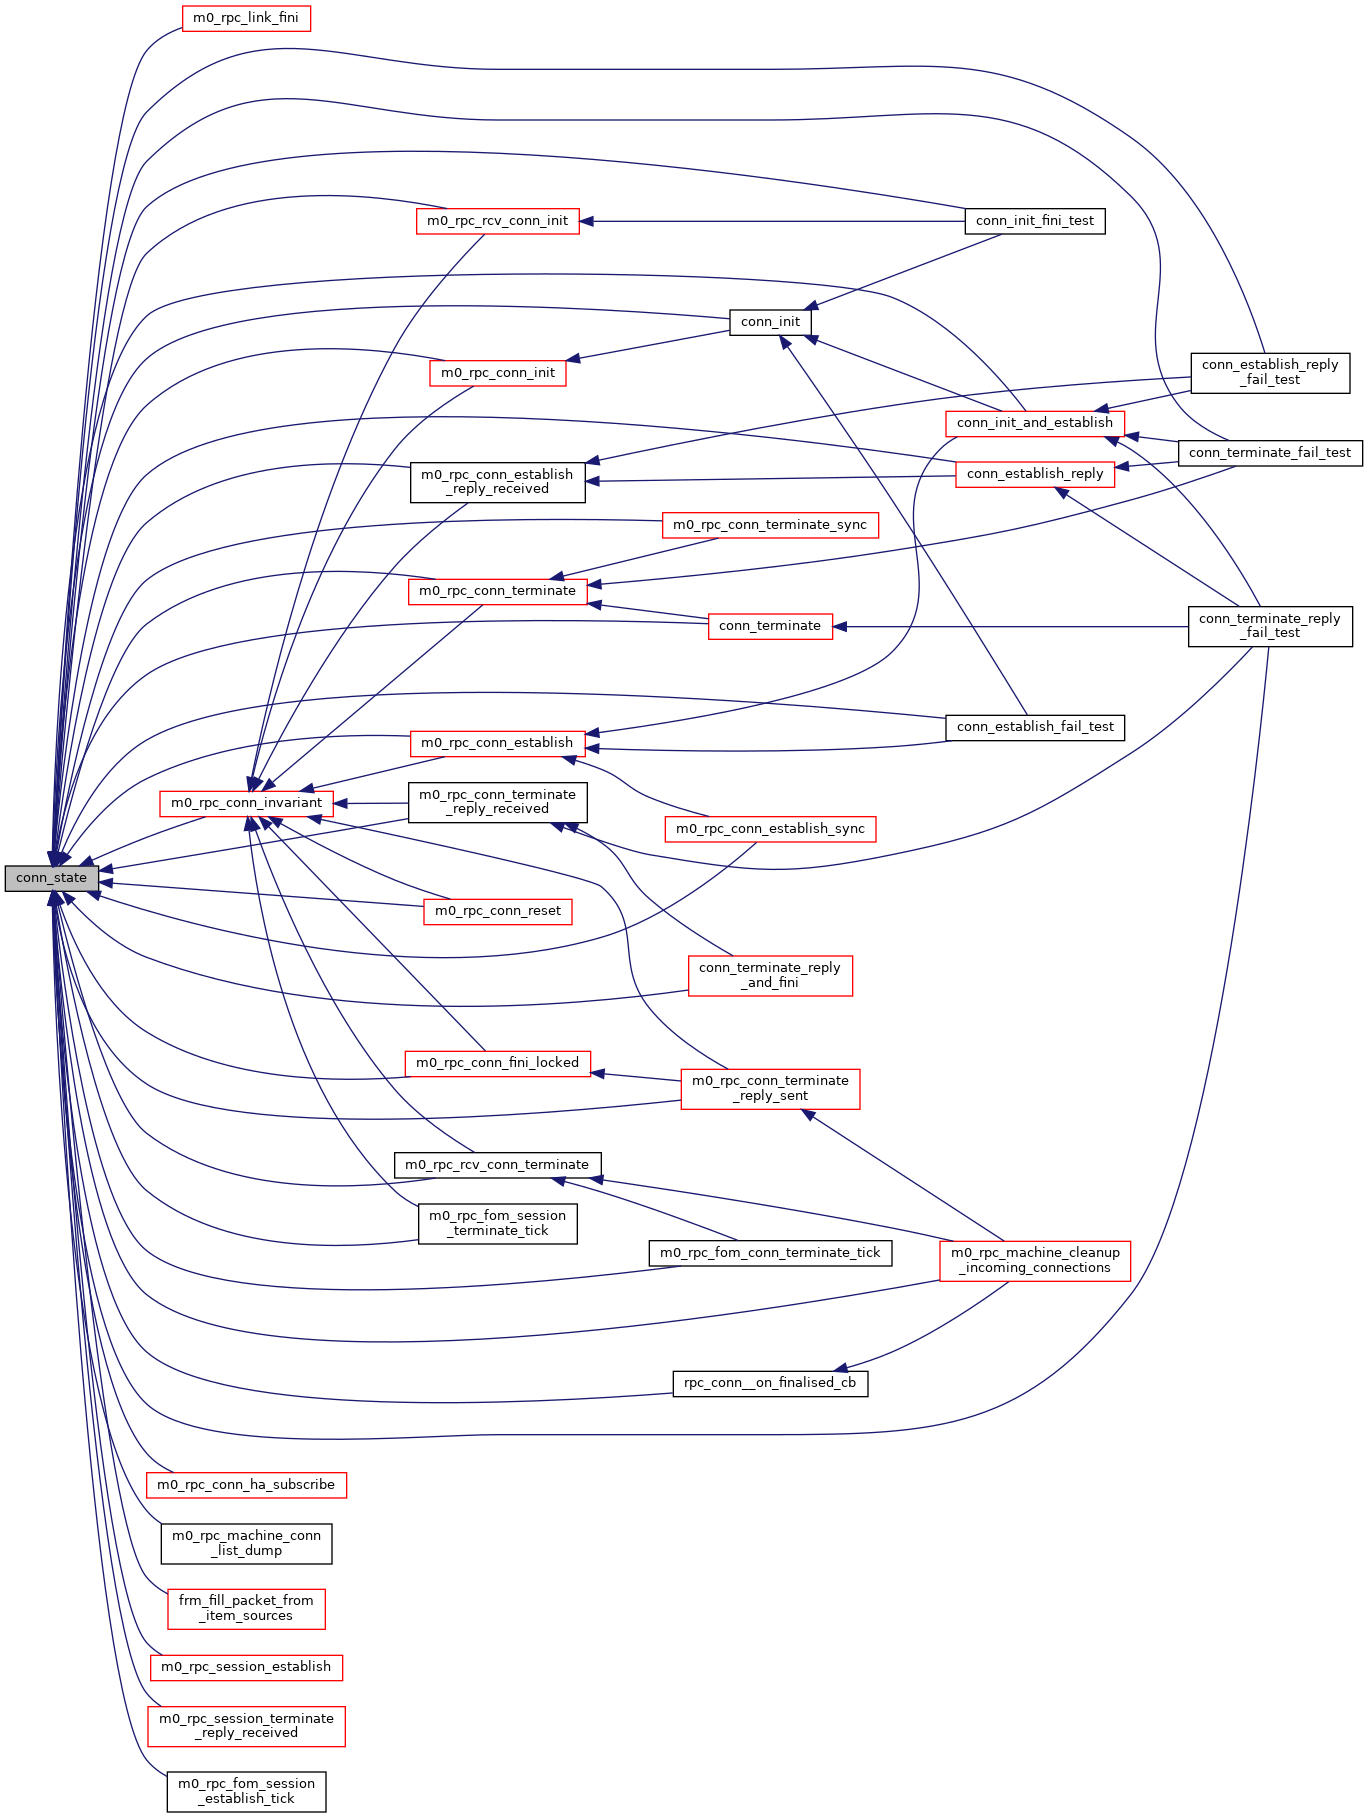 m0_rpc_link_fini
m0_rpc_rcv_conn_init
conn_init_fini_test
conn_init
conn_establish_reply
_fail_test
m0_rpc_conn_init
conn_init_and_establish
conn_terminate_fail_test
m0_rpc_conn_establish
_reply_received
conn_establish_reply
m0_rpc_conn_terminate_sync
m0_rpc_conn_terminate
conn_terminate
conn_terminate_reply
_fail_test
conn_establish_fail_test
m0_rpc_conn_establish
m0_rpc_conn_invariant
m0_rpc_conn_terminate
_reply_received
m0_rpc_conn_establish_sync
conn_state
m0_rpc_conn_reset
conn_terminate_reply
_and_fini
m0_rpc_conn_fini_locked
m0_rpc_conn_terminate
_reply_sent
m0_rpc_rcv_conn_terminate
m0_rpc_fom_session
_terminate_tick
m0_rpc_fom_conn_terminate_tick
m0_rpc_machine_cleanup
_incoming_connections
rpc_conn__on_finalised_cb
m0_rpc_conn_ha_subscribe
m0_rpc_machine_conn
_list_dump
frm_fill_packet_from
_item_sources
m0_rpc_session_establish
m0_rpc_session_terminate
_reply_received
m0_rpc_fom_session
_establish_tick